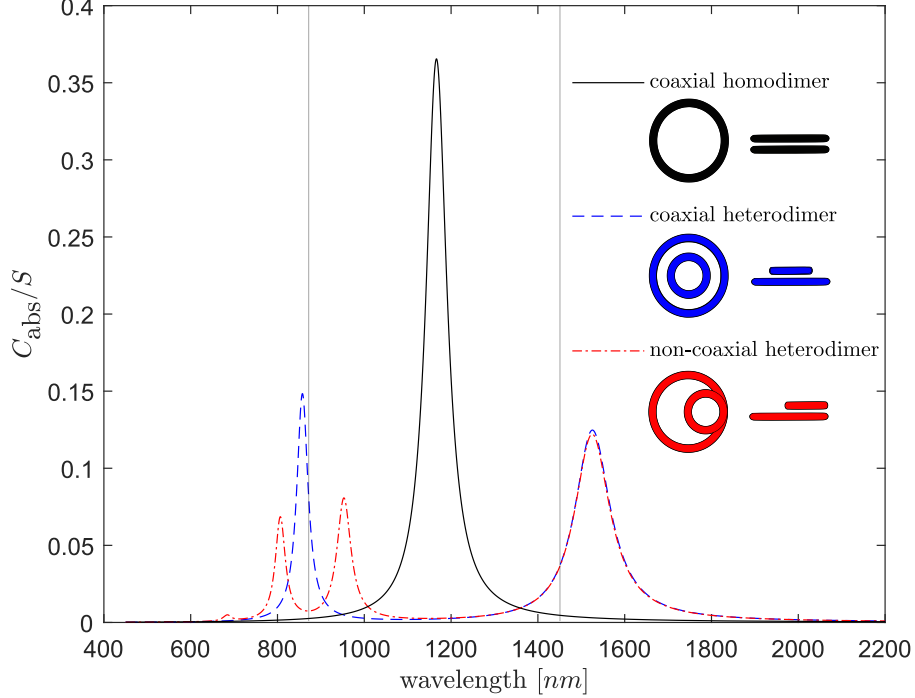 0.4
0.35
0.3
0.25
0.2
0.15
0.1
0.05
0
C_abs/S
coaxial homodimer
coaxial heterodimer
non-coaxial heterodimer
400 600 800 1000 1200 1400 1600 1800 2000 2200
wavelength [nm]